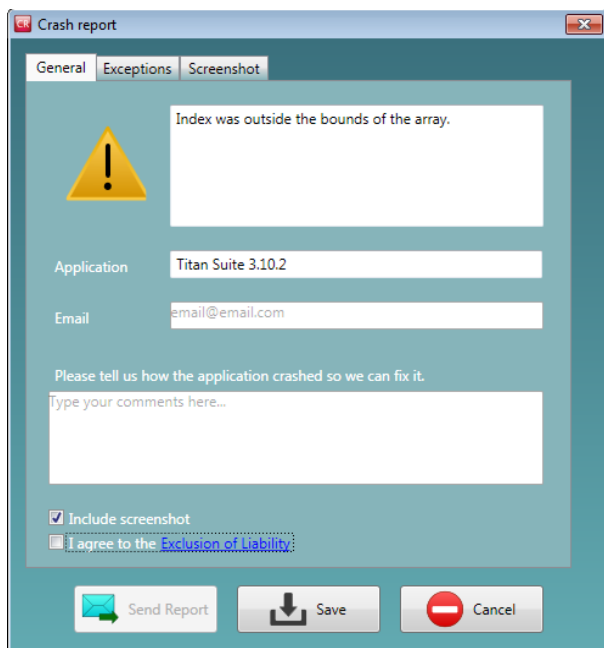 CR Crash report
General Exceptions Screenshot
Index was outside the bounds of the array.
Application Titan Suite 3.10.2
Email email@email.com
Please tell us how the application crashed so we can fix it.
Type your comments here...
Include screenshot
I agree to the Exclusion of Liability
Send Report Save Cancel